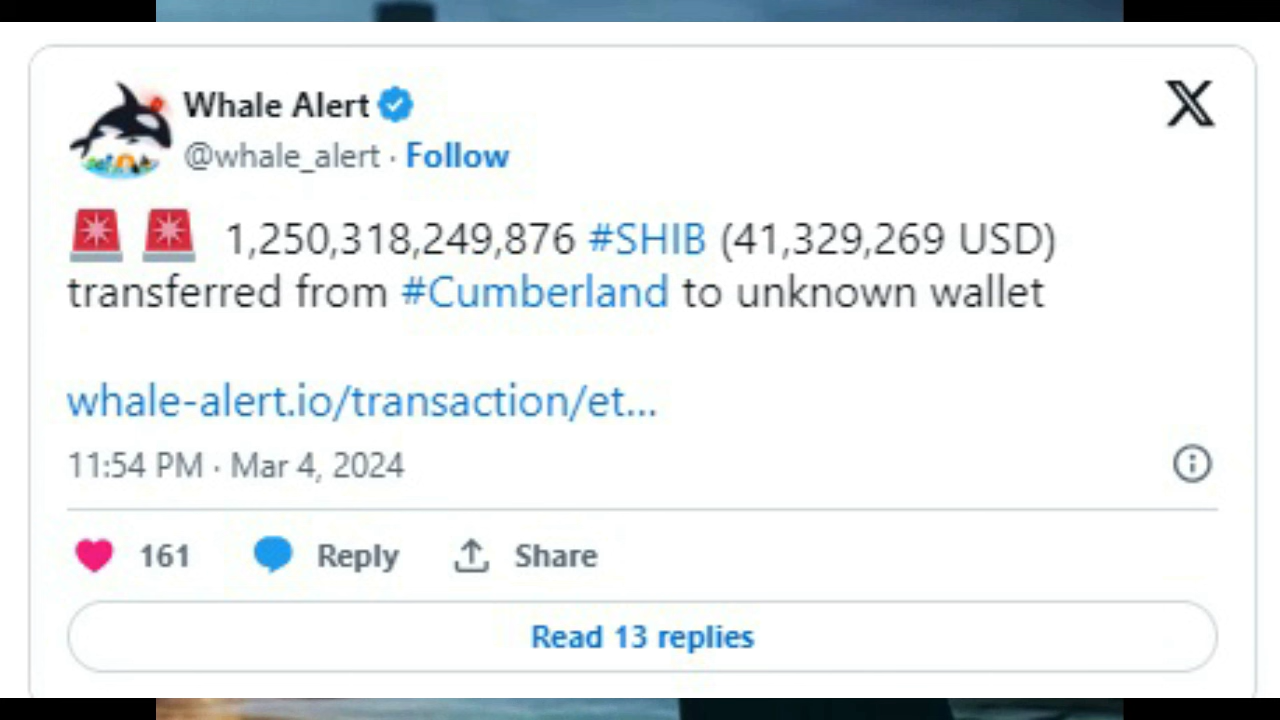 Whale Alert
@whale_alert · Follow
🚨 🚨 1,250,318,249,876 #SHIB (41,329,269 USD)
transferred from #Cumberland to unknown wallet
whale-alert.io/transaction/et...
11:54 PM · Mar 4, 2024
161 Reply Share
Read 13 replies